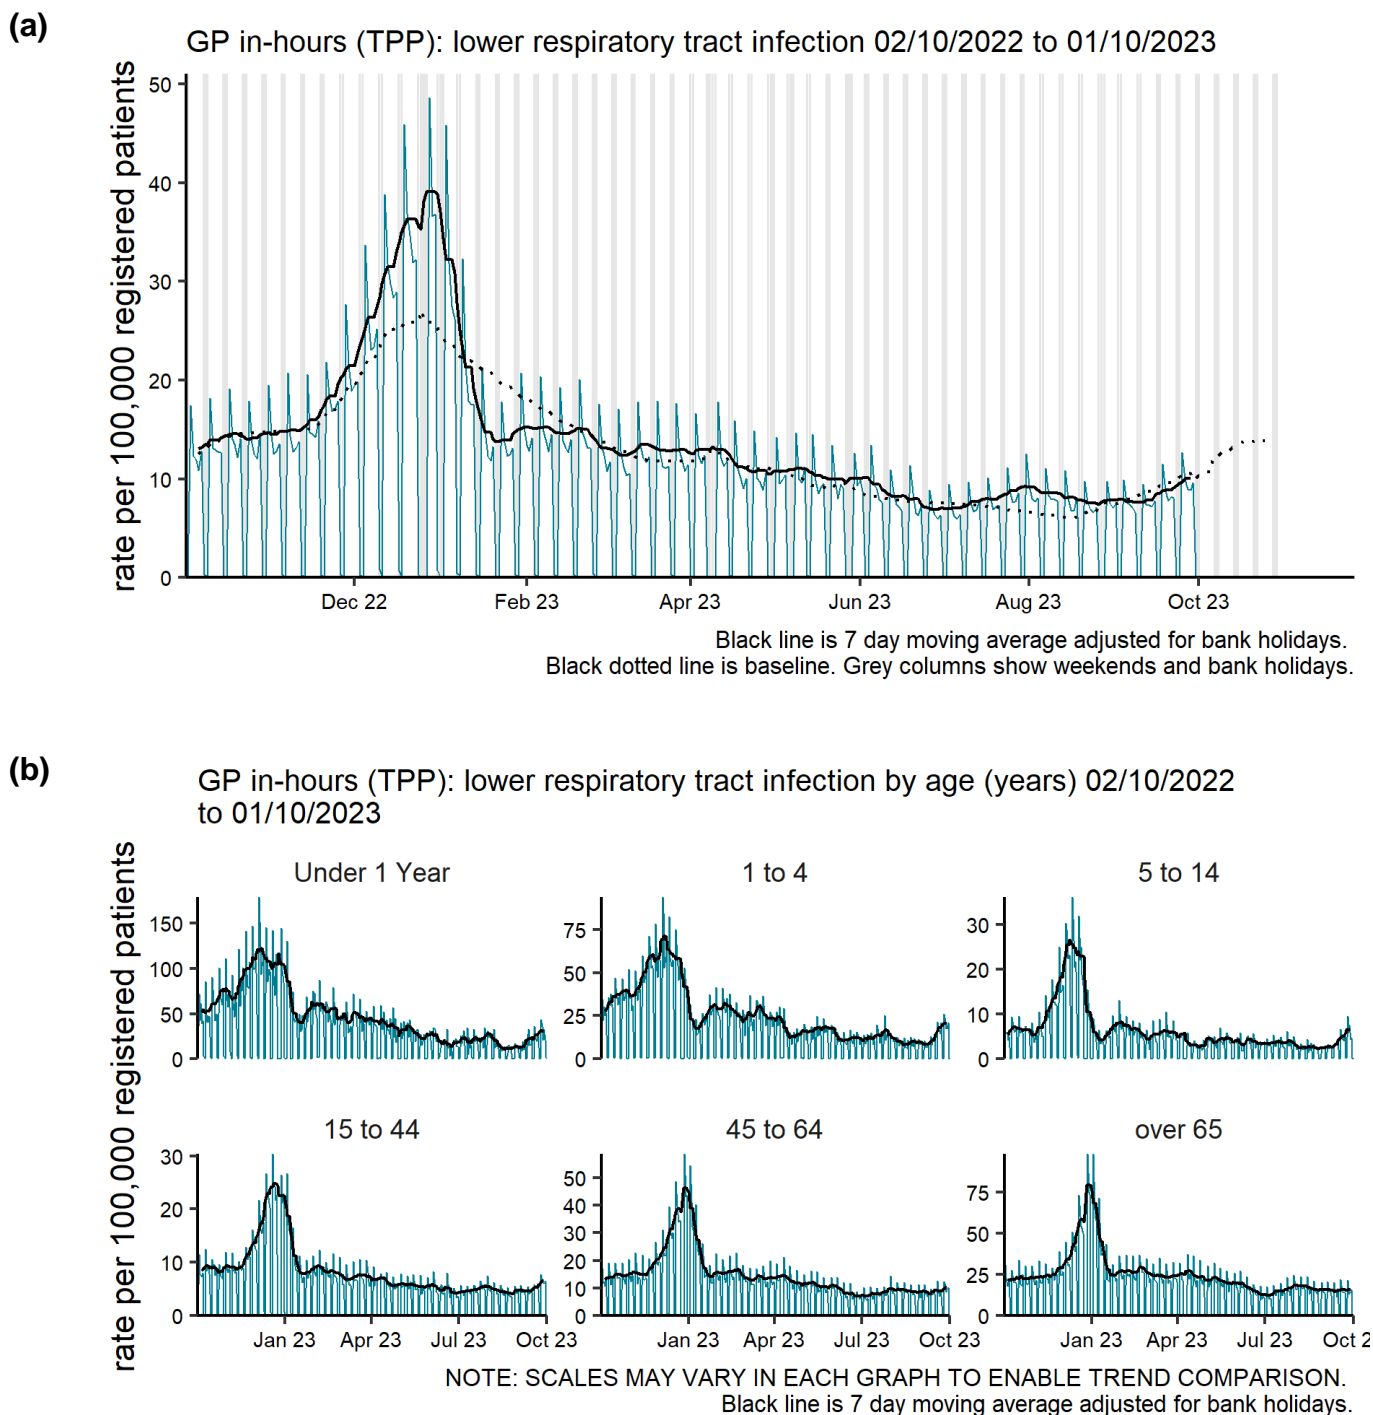 (a)
GP in-hours (TPP): lower respiratory tract infection 02/10/2022 to 01/10/2023
rate per 100,000 registered patients
50
40
30
20
10
0
Dec 22 Feb 23 Apr 23 Jun 23 Aug 23 Oct 23
Black line is 7 day moving average adjusted for bank holidays.
Black dotted line is baseline. Grey columns show weekends and bank holidays.
(b)
GP in-hours (TPP): lower respiratory tract infection by age (years) 02/10/2022
to 01/10/2023
rate per 100,000 registered patients
Under 1 Year
150
100
50
0
1 to 4
75
50
25
0
5 to 14
30
20
10
0
15 to 44
30
20
10
0
Jan 23 Apr 23 Jul 23 Oct 23
45 to 64
50
40
30
20
10
0
Jan 23 Apr 23 Jul 23 Oct 23
over 65
75
50
25
0
Jan 23 Apr 23 Jul 23 Oct 2
NOTE: SCALES MAY VARY IN EACH GRAPH TO ENABLE TREND COMPARISON.
Black line is 7 day moving average adjusted for bank holidays.